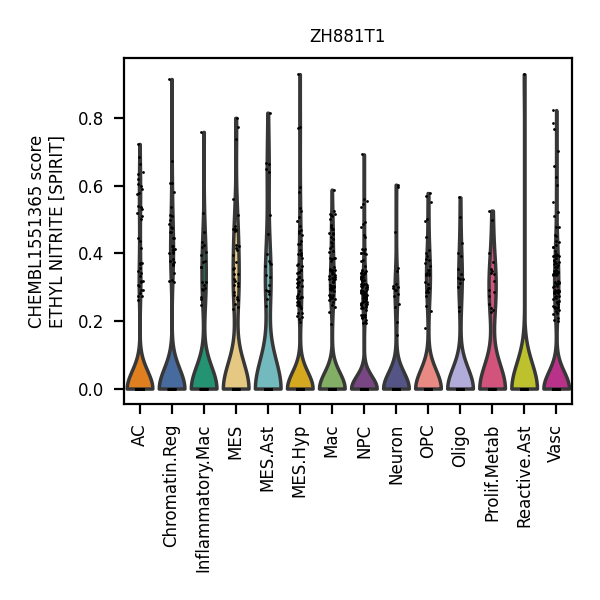 ZH881T1
CHEMBL1551365 score
ETHYL NITRITE [SPIRIT]
0.8
0.6
0.4
0.2
0.0
AC
Chromatin.Reg
Inflammatory.Mac
MES
MES.Ast
MES.Hyp
Mac
NPC
Neuron
OPC
Oligo
Prolif.Metab
Reactive.Ast
Vasc